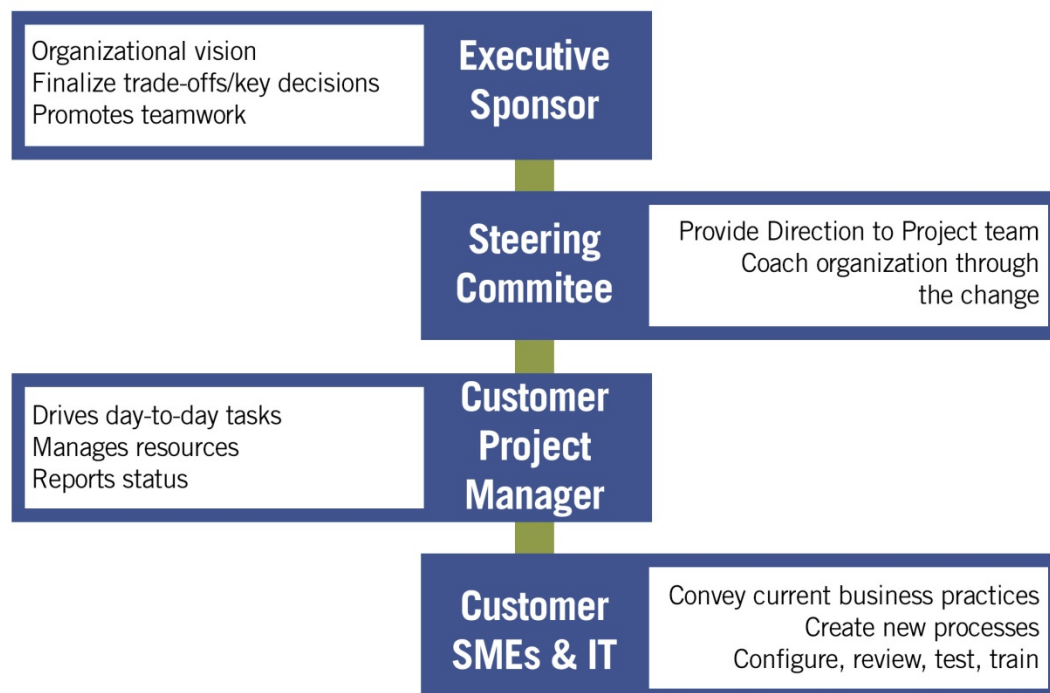 Organizational vision
Finalize trade-offs/key decisions
Promotes teamwork
Executive
Sponsor
Steering
Commitee
Provide Direction to Project team
Coach organization through
the change
Drives day-to-day tasks
Manages resources
Reports status
Customer
Project
Manager
Customer
SMEs & IT
Convey current business practices
Create new processes
Configure, review, test, train